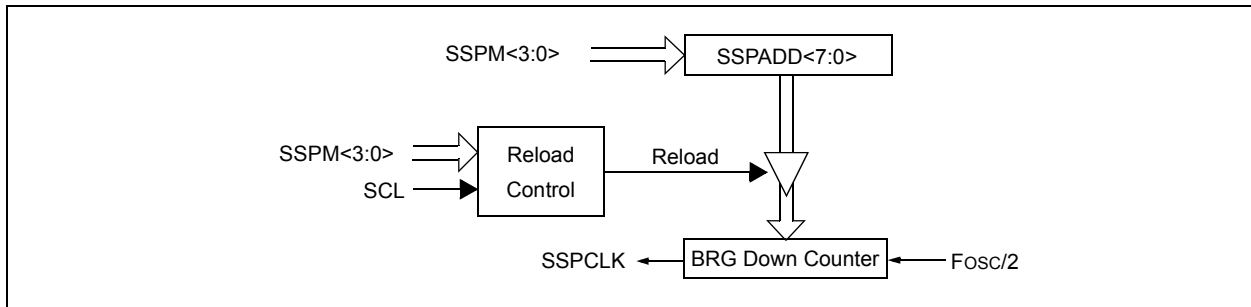 SSPM<3:0>
SSPADD<7:0>
SSPM<3:0>
SCL
Reload
Control
Reload
SSPCLK
BRG Down Counter
FOSC/2